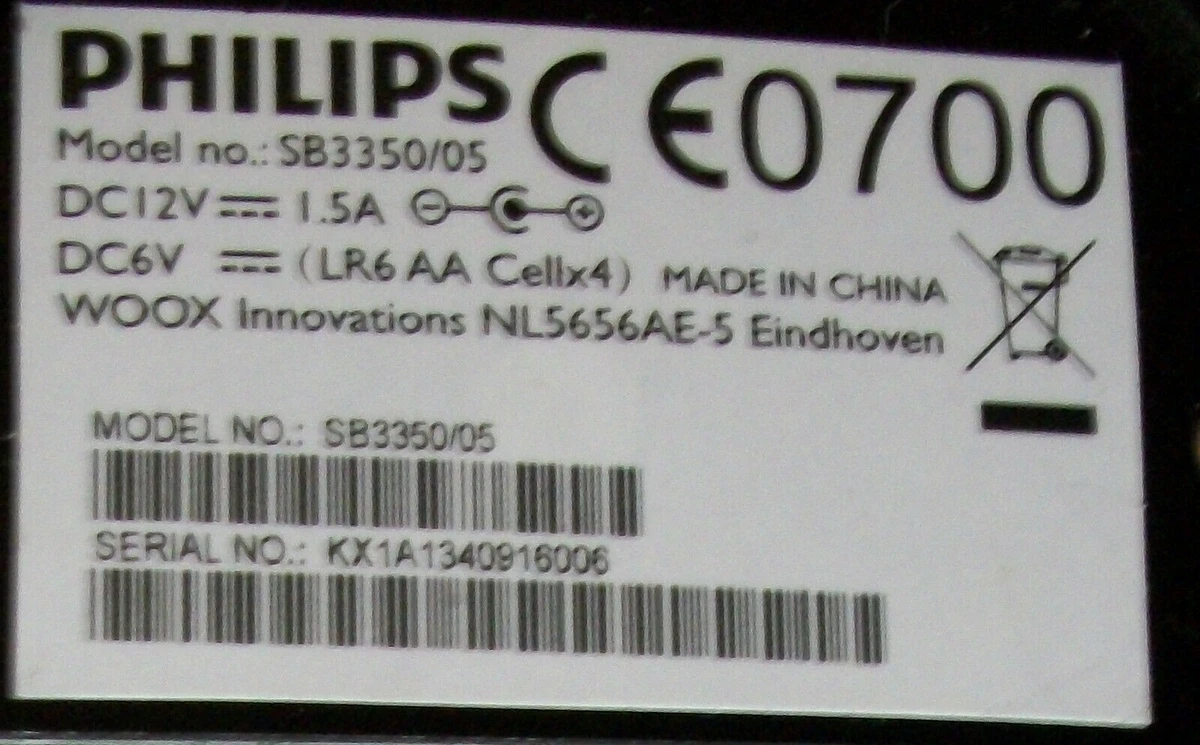 PHILIPS CE0700
Model no.: SB3350/05
DC12V ⎓ 1.5A
DC6V ⎓ (LR6 AA Cellx4) MADE IN CHINA
WOOX Innovations NL5656AE-5 Eindhoven
MODEL NO.: SB3350/05
SERIAL NO.: KX1A1340916006